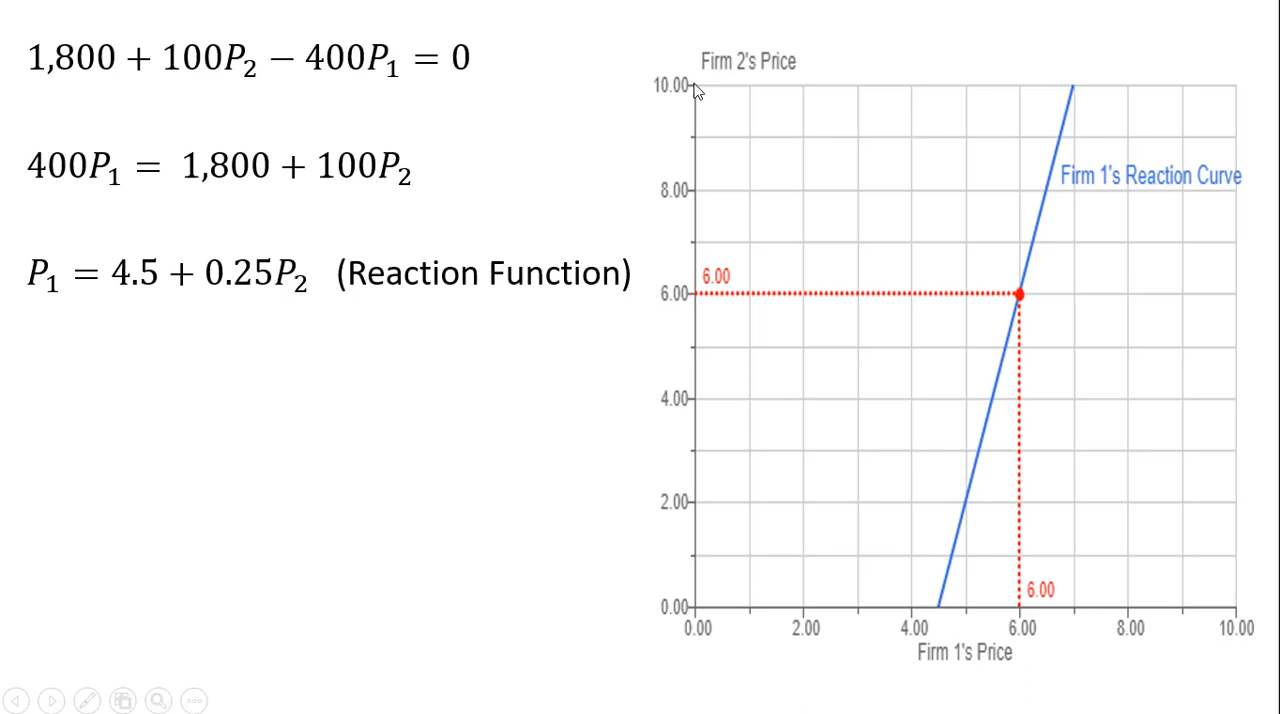 1,800 + 100P₂ − 400P₁ = 0
400P₁ = 1,800 + 100P₂
P₁ = 4.5 + 0.25P₂ (Reaction Function)
Firm 2's Price
10.00
Firm 1's Reaction Curve
8.00
6.00
6.00
4.00
2.00
6.00
0.00
0.00 2.00 4.00 6.00 8.00 10.00
Firm 1's Price